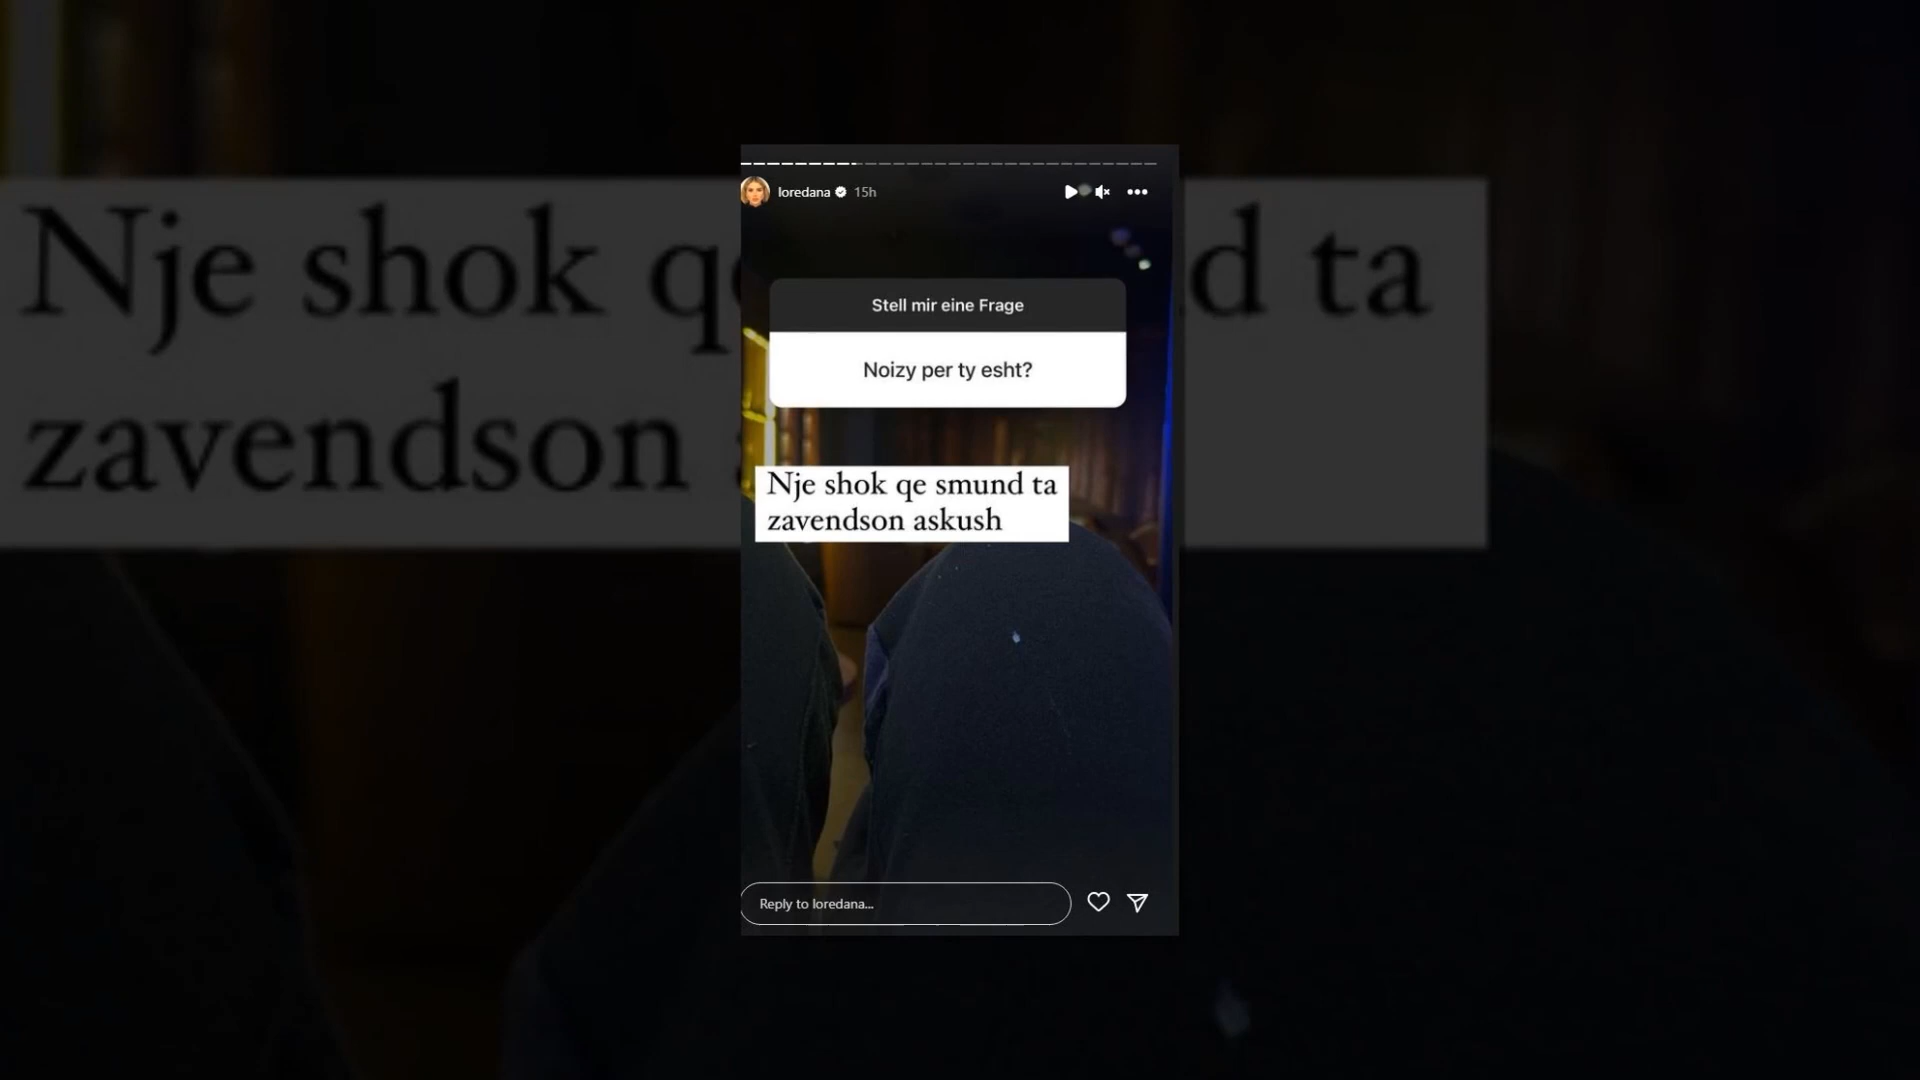 loredana 15h
Stell mir eine Frage
Noizy per ty esht?
Nje shok qe smund ta
zavendson askush
Reply to loredana...
Nje shok q d ta
zavendson